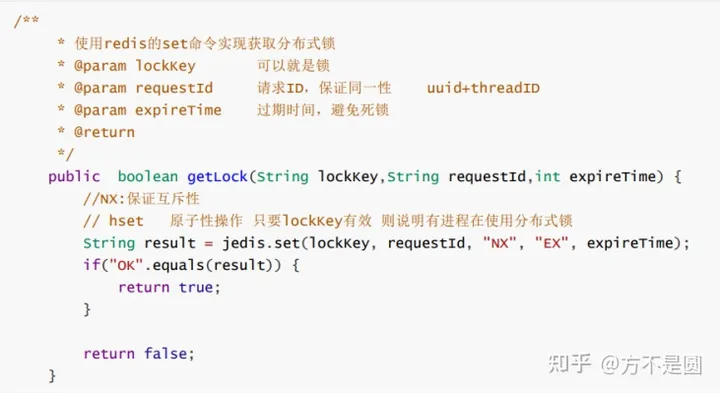 /**
* 使用redis的set命令实现获取分布式锁
* @param lockKey 可以就是锁
* @param requestId 请求ID，保证同一性 uuid+threadID
* @param expireTime 过期时间，避免死锁
* @return
*/
public boolean getLock(String lockKey,String requestId,int expireTime) {
//NX:保证互斥性
// hset 原子性操作 只要lockKey有效 则说明有进程在使用分布式锁
String result = jedis.set(lockKey, requestId, "NX", "EX", expireTime);
if("OK".equals(result)) {
return true;
}
return false;
}
知乎 @方不是圆